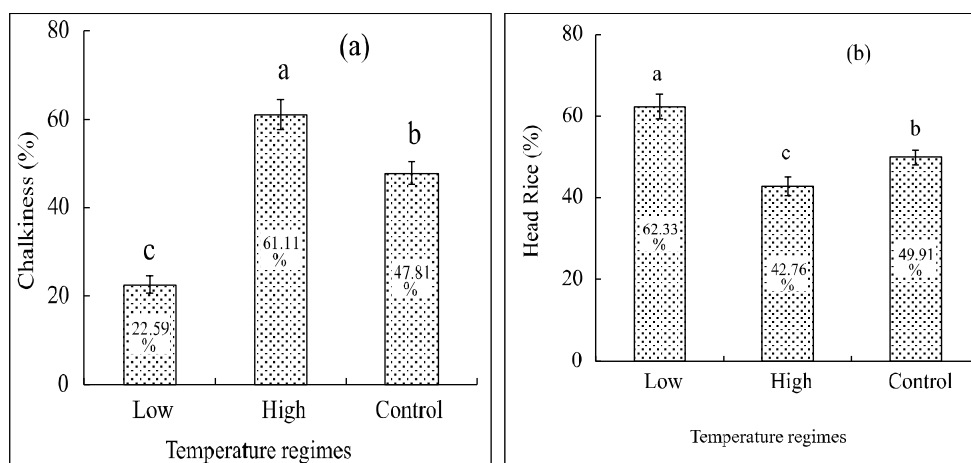 80
60
40
20
0
Chalkiness (%)
(a)
c
a
b
22.59
%
61.11
%
47.81
%
Low High Control
Temperature regimes
80
60
40
20
0
Head Rice (%)
(b)
a
c
b
62.33
%
42.76
%
49.91
%
Low High Control
Temperature regimes